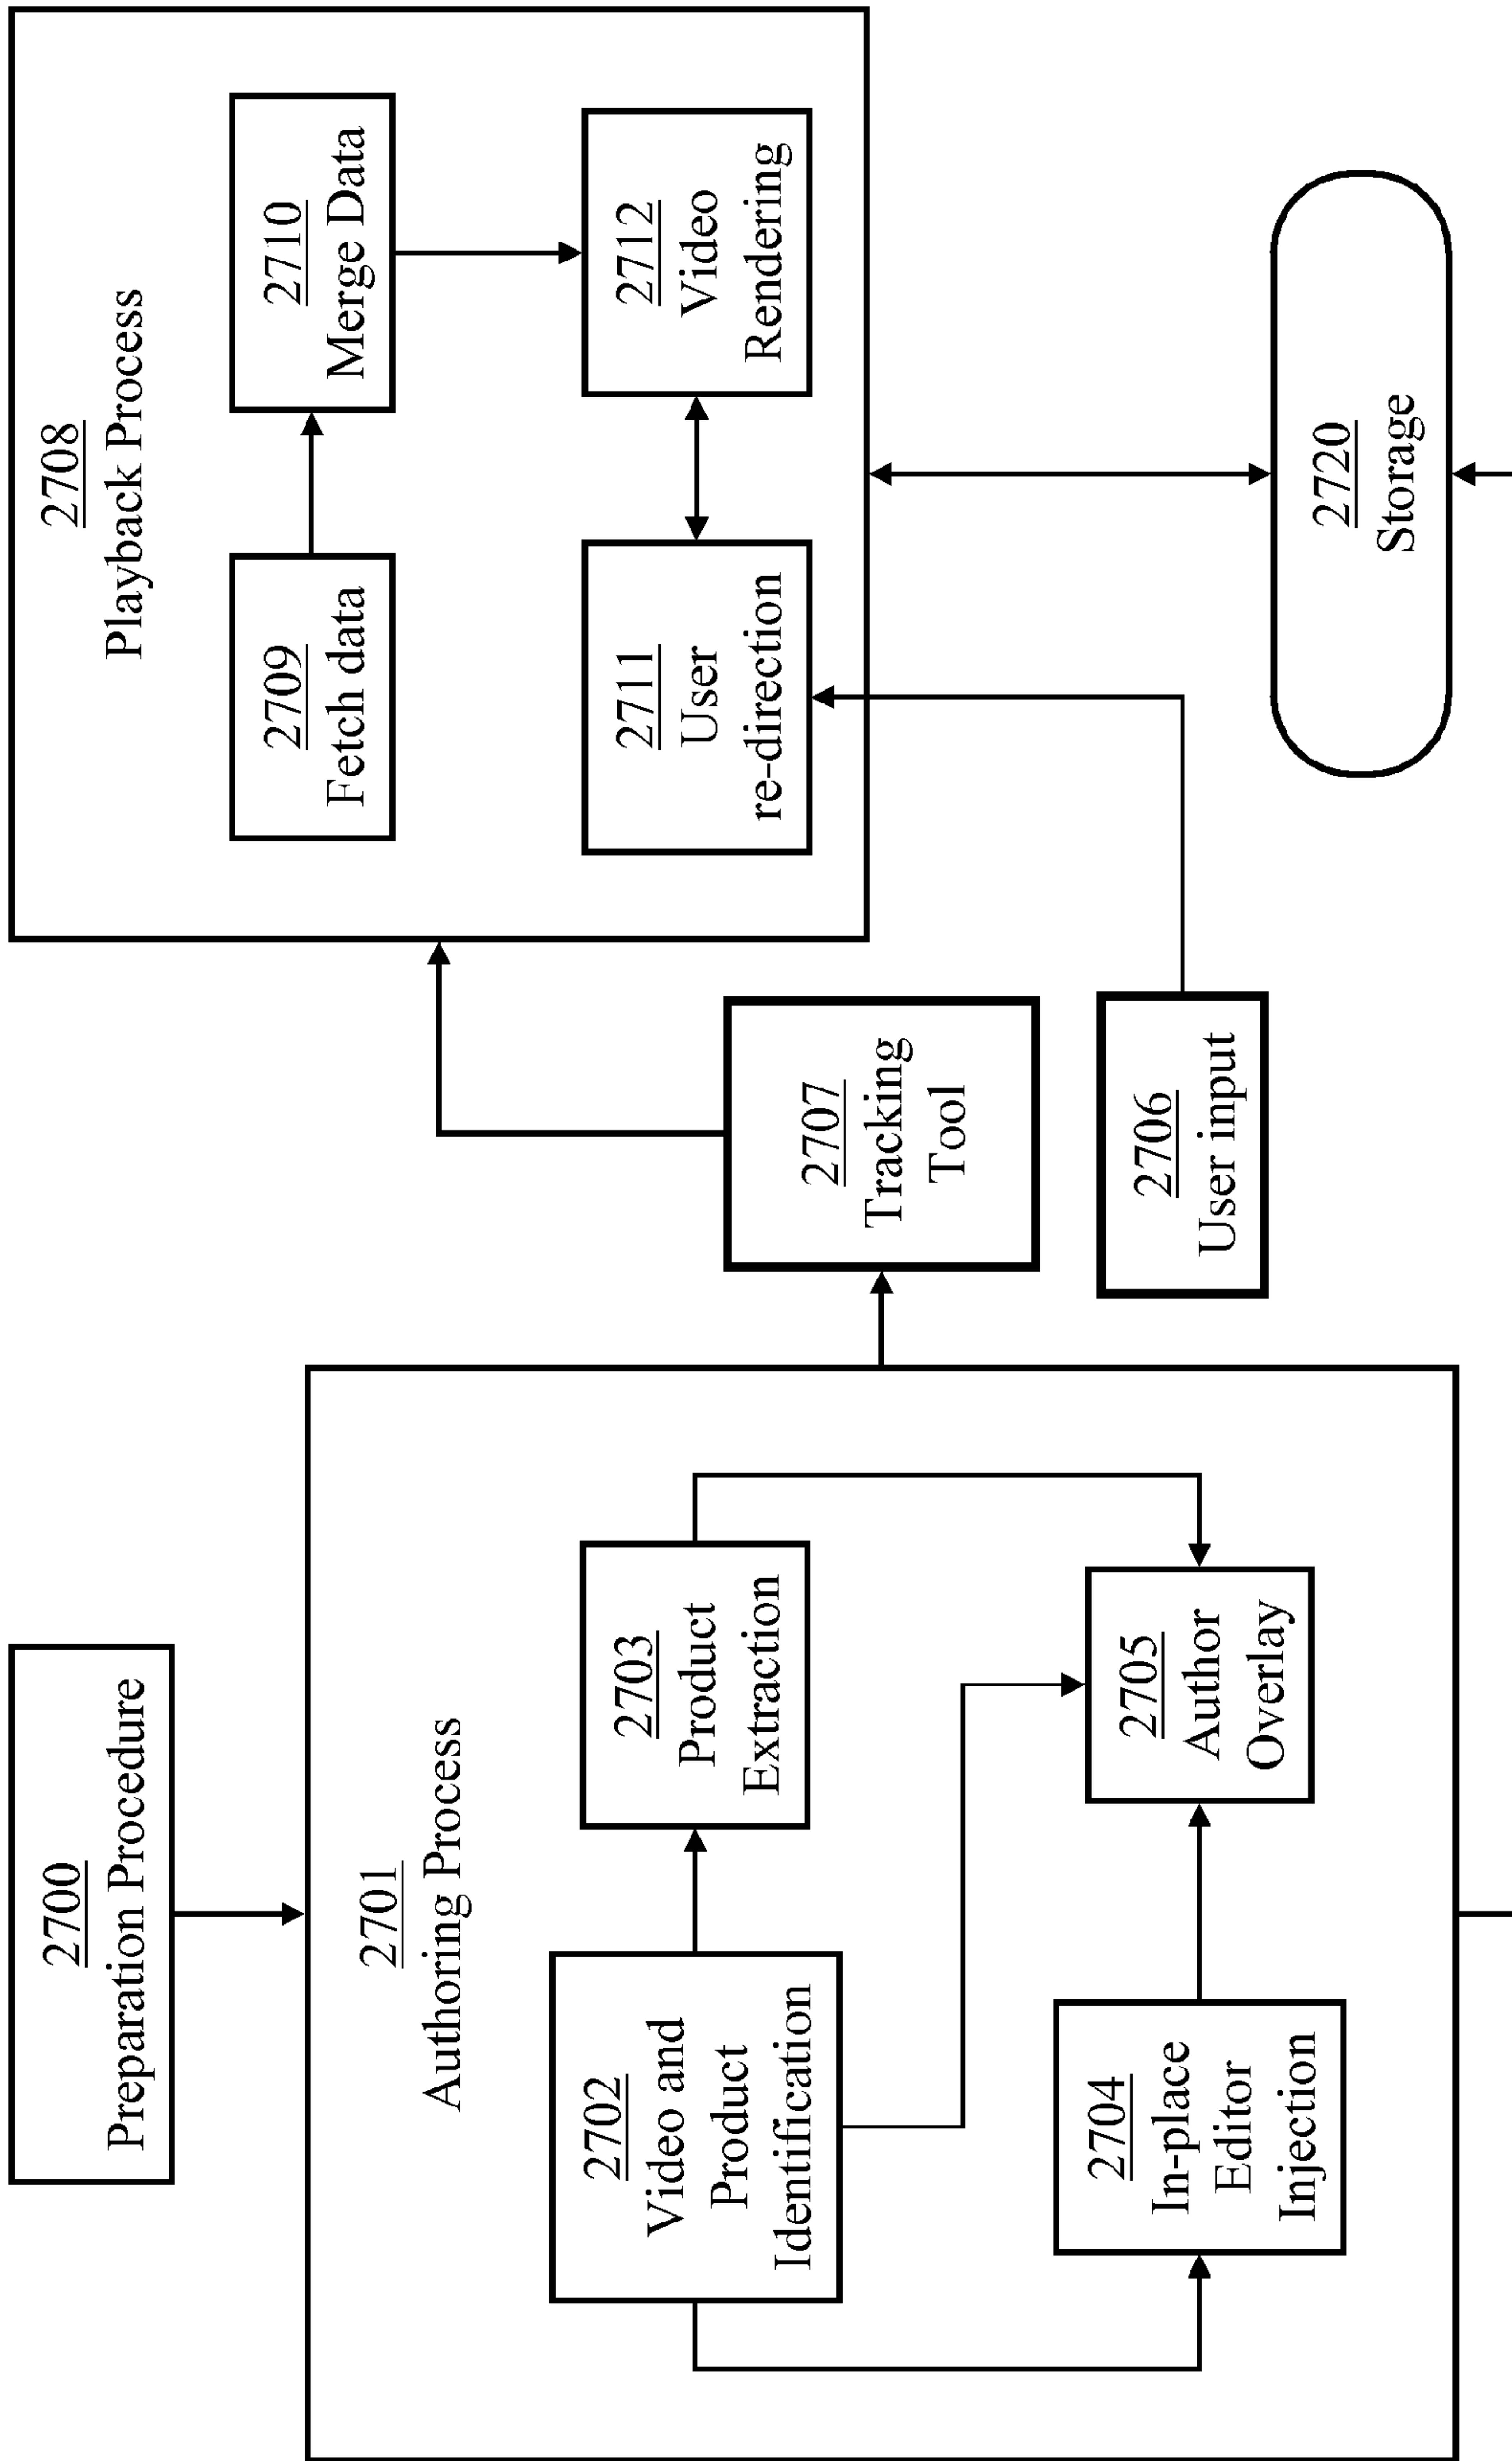 2700
Preparation Procedure
2701
Authoring Process
2702
Video and
Product
Identification
2703
Product
Extraction
2704
In-place
Editor
Injection
2705
Author
Overlay
2707
Tracking
Tool
2706
User input
2708
Playback Process
2709
Fetch data
2710
Merge Data
2711
User
re-direction
2712
Video
Rendering
2720
Storage